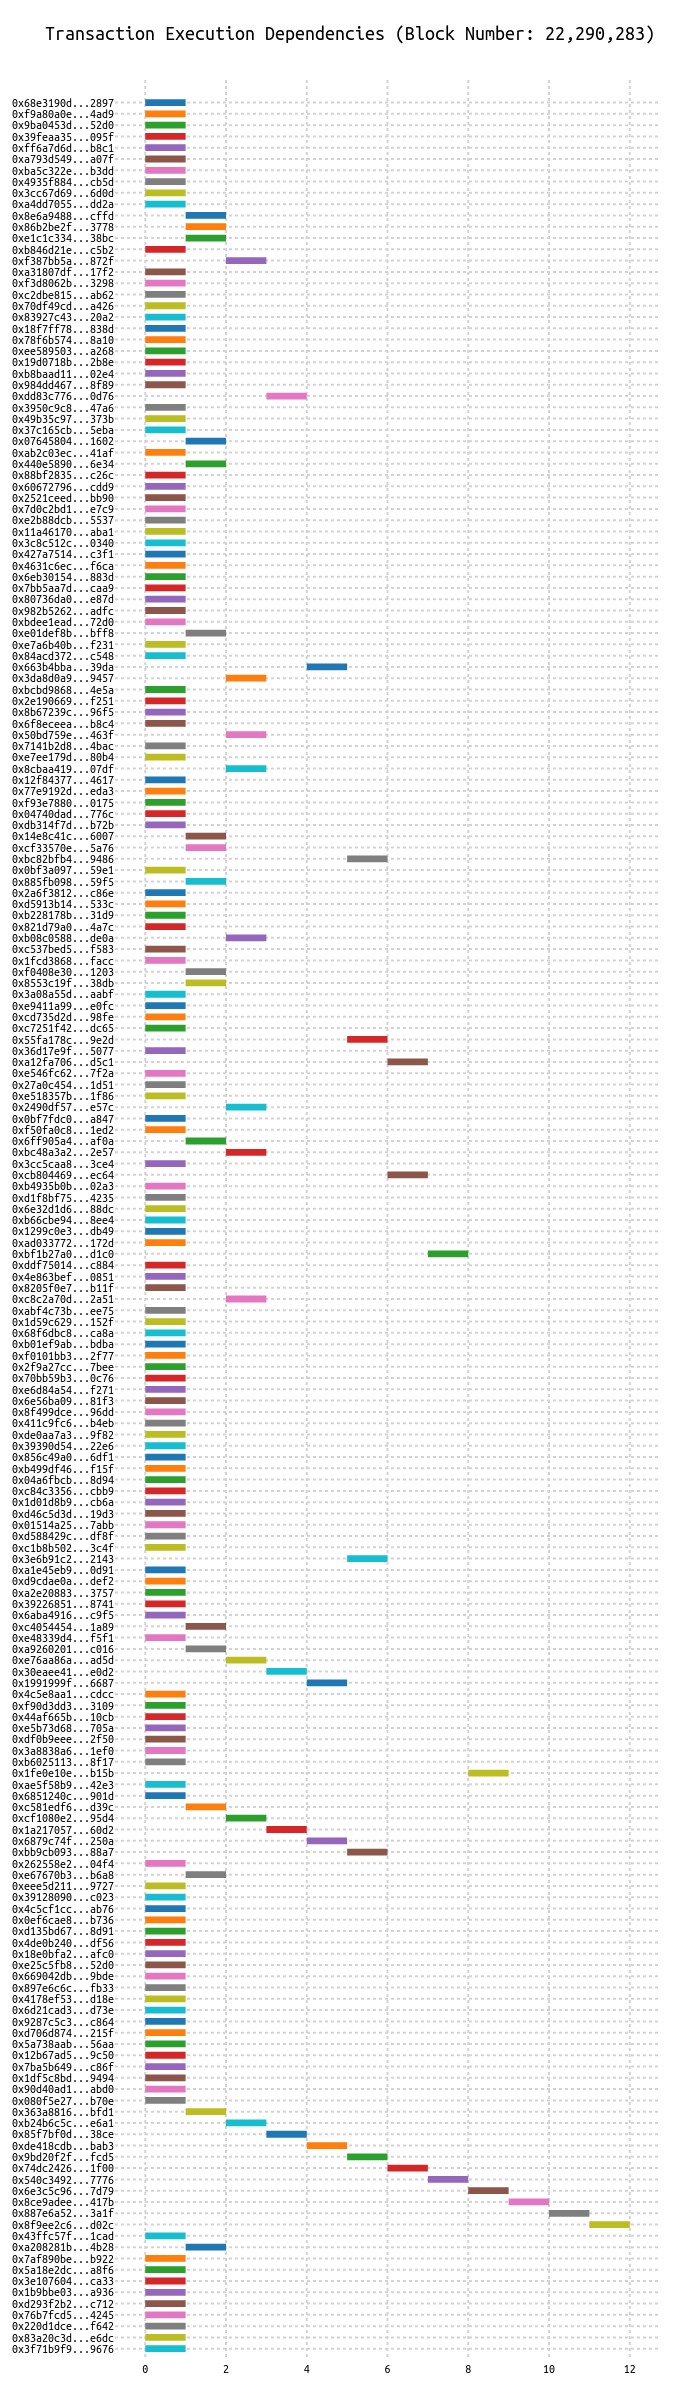 Transaction Execution Dependencies (Block Number: 22,290,283)
0x68e3190d...2897
0xf9a80a0e...4ad9
0x9ba0453d...52d0
0x39feaa35...095f
0xff6a7d6d...b8c1
0xa793d549...a07f
0xba5c322e...b3dd
0x4935f884...cb5d
0x3cc67d69...6d0d
0xa4dd7055...dd2a
0x8e6a9488...cffd
0x86b2be2f...3778
0xe1c1c334...38bc
0xb846d21e...c5b2
0xf387bb5a...872f
0xa31807df...17f2
0xf3d8062b...3298
0xc2dbe815...ab62
0x70df49cd...a426
0x83927c43...20a2
0x18f7ff78...838d
0x78f6b574...8a10
0xee589503...a268
0x19d0718b...2b8e
0xb8baad11...02e4
0x984dd467...8f89
0xdd83c776...0d76
0x3950c9c8...47a6
0x49b35c97...373b
0x37c165cb...5eba
0x07645804...1602
0xab2c03ec...41af
0x440e5890...6e34
0x88bf2835...c26c
0x60672796...cdd9
0x2521ceed...bb90
0x7d0c2bd1...e7c9
0xe2b88dcb...5537
0x11a46170...aba1
0x3c8c512c...0340
0x427a7514...c3f1
0x4631c6ec...f6ca
0x6eb30154...883d
0x7bb5aa7d...caa9
0x80736da0...e87d
0x982b5262...adfc
0xbdee1ead...72d0
0xe01def8b...bff8
0xe7a6b40b...f231
0x84acd372...c548
0x663b4bba...39da
0x3da8d0a9...9457
0xbcbd9868...4e5a
0x2e190669...f251
0x8b67239c...96f5
0x6f8eceea...b8c4
0x50bd759e...463f
0x7141b2d8...4bac
0xe7ee179d...80b4
0x8cbaa419...07df
0x12f84377...4617
0x77e9192d...eda3
0xf93e7880...0175
0x04740dad...776c
0xdb314f7d...b72b
0x14e8c41c...6007
0xcf33570e...5a76
0xbc82bfb4...9486
0x0bf3a097...59e1
0x885fb098...59f5
0x2a6f3812...c86e
0xd5913b14...533c
0xb228178b...31d9
0x821d79a0...4a7c
0xb08c0588...de0a
0xc537bed5...f583
0x1fcd3868...facc
0xf0408e30...1203
0x8553c19f...38db
0x3a08a55d...aabf
0xe9411a99...e0fc
0xcd735d2d...98fe
0xc7251f42...dc65
0x55fa178c...9e2d
0x36d17e9f...5077
0xa12fa706...d5c1
0xe546fc62...7f2a
0x27a0c454...1d51
0xe518357b...1f86
0x2490df57...e57c
0x0bf7fdc0...a847
0xf50fa0c8...1ed2
0x6ff905a4...af0a
0xbc48a3a2...2e57
0x3cc5caa8...3ce4
0xcb804469...ec64
0xb4935b0b...02a3
0xd1f8bf75...4235
0x6e32d1d6...88dc
0xb66cbe94...8ee4
0x1299c0e3...db49
0xad033772...172d
0xbf1b27a0...d1c0
0xddf75014...c884
0x4e863bef...0851
0x8205f0e7...b11f
0xc8c2a70d...2a51
0xabf4c73b...ee75
0x1d59c629...152f
0x68f6dbc8...ca8a
0xb01ef9ab...bdba
0xf0101bb3...2f77
0x2f9a27cc...7bee
0x70bb59b3...0c76
0xe6d84a54...f271
0x6e56ba09...81f3
0x8f499dce...96dd
0x411c9fc6...b4eb
0xde0aa7a3...9f82
0x39390d54...22e6
0x856c49a0...6df1
0xb499df46...f15f
0x04a6fbcb...8d94
0xc84c3356...cbb9
0x1d01d8b9...cb6a
0xd46c5d3d...19d3
0x01514a25...7abb
0xd588429c...df8f
0xc1b8b502...3c4f
0x3e6b91c2...2143
0xa1e45eb9...0d91
0xd9cdae0a...def2
0xa2e20883...3757
0x39226851...8741
0x6aba4916...c9f5
0xc4054454...1a89
0xe48339d4...f5f1
0xa9260201...c016
0xe76aa86a...ad5d
0x30eaee41...e0d2
0x1991999f...6687
0x4c5e8aa1...cdcc
0xf90d3dd3...3109
0x44af665b...10cb
0xe5b73d68...705a
0xdf0b9eee...2f50
0x3a8838a6...1ef0
0xb6025113...8f17
0x1fe0e10e...b15b
0xae5f58b9...42e3
0x6851240c...901d
0xc581edf6...d39c
0xcf1080e2...95d4
0x1a217057...60d2
0x6879c74f...250a
0xbb9cb093...88a7
0x262558e2...04f4
0xe67670b3...b6a8
0xeee5d211...9727
0x39128090...c023
0x4c5cf1cc...ab76
0x0ef6cae8...b736
0xd135bd67...8d91
0x4de0b240...df56
0x18e0bfa2...afc0
0xe25c5fb8...52d0
0x669042db...9bde
0x897e6c6c...fb33
0x4178ef53...d18e
0x6d21cad3...d73e
0x9287c5c3...c864
0xd706d874...215f
0x5a738aab...56aa
0x12b67ad5...9c50
0x7ba5b649...c86f
0x1df5c8bd...9494
0x90d40ad1...abd0
0x080f5e27...b70e
0x363a8816...bfd1
0xb24b6c5c...e6a1
0x85f7bf0d...38ce
0xde418cdb...bab3
0x9bd20f2f...fcd5
0x74dc2426...1f00
0x540c3492...7776
0x6e3c5c96...7d79
0x8ce9adee...417b
0x887e6a52...3a1f
0x8f9ee2c6...d02c
0x43ffc57f...1cad
0xa208281b...4b28
0x7af890be...b922
0x5a18e2dc...a8f6
0x3e107604...ca33
0x1b9bbe03...a936
0xd293f2b2...c712
0x76b7fcd5...4245
0x220d1dce...f642
0x83a20c3d...e6dc
0x3f71b9f9...9676
0 2 4 6 8 10 12